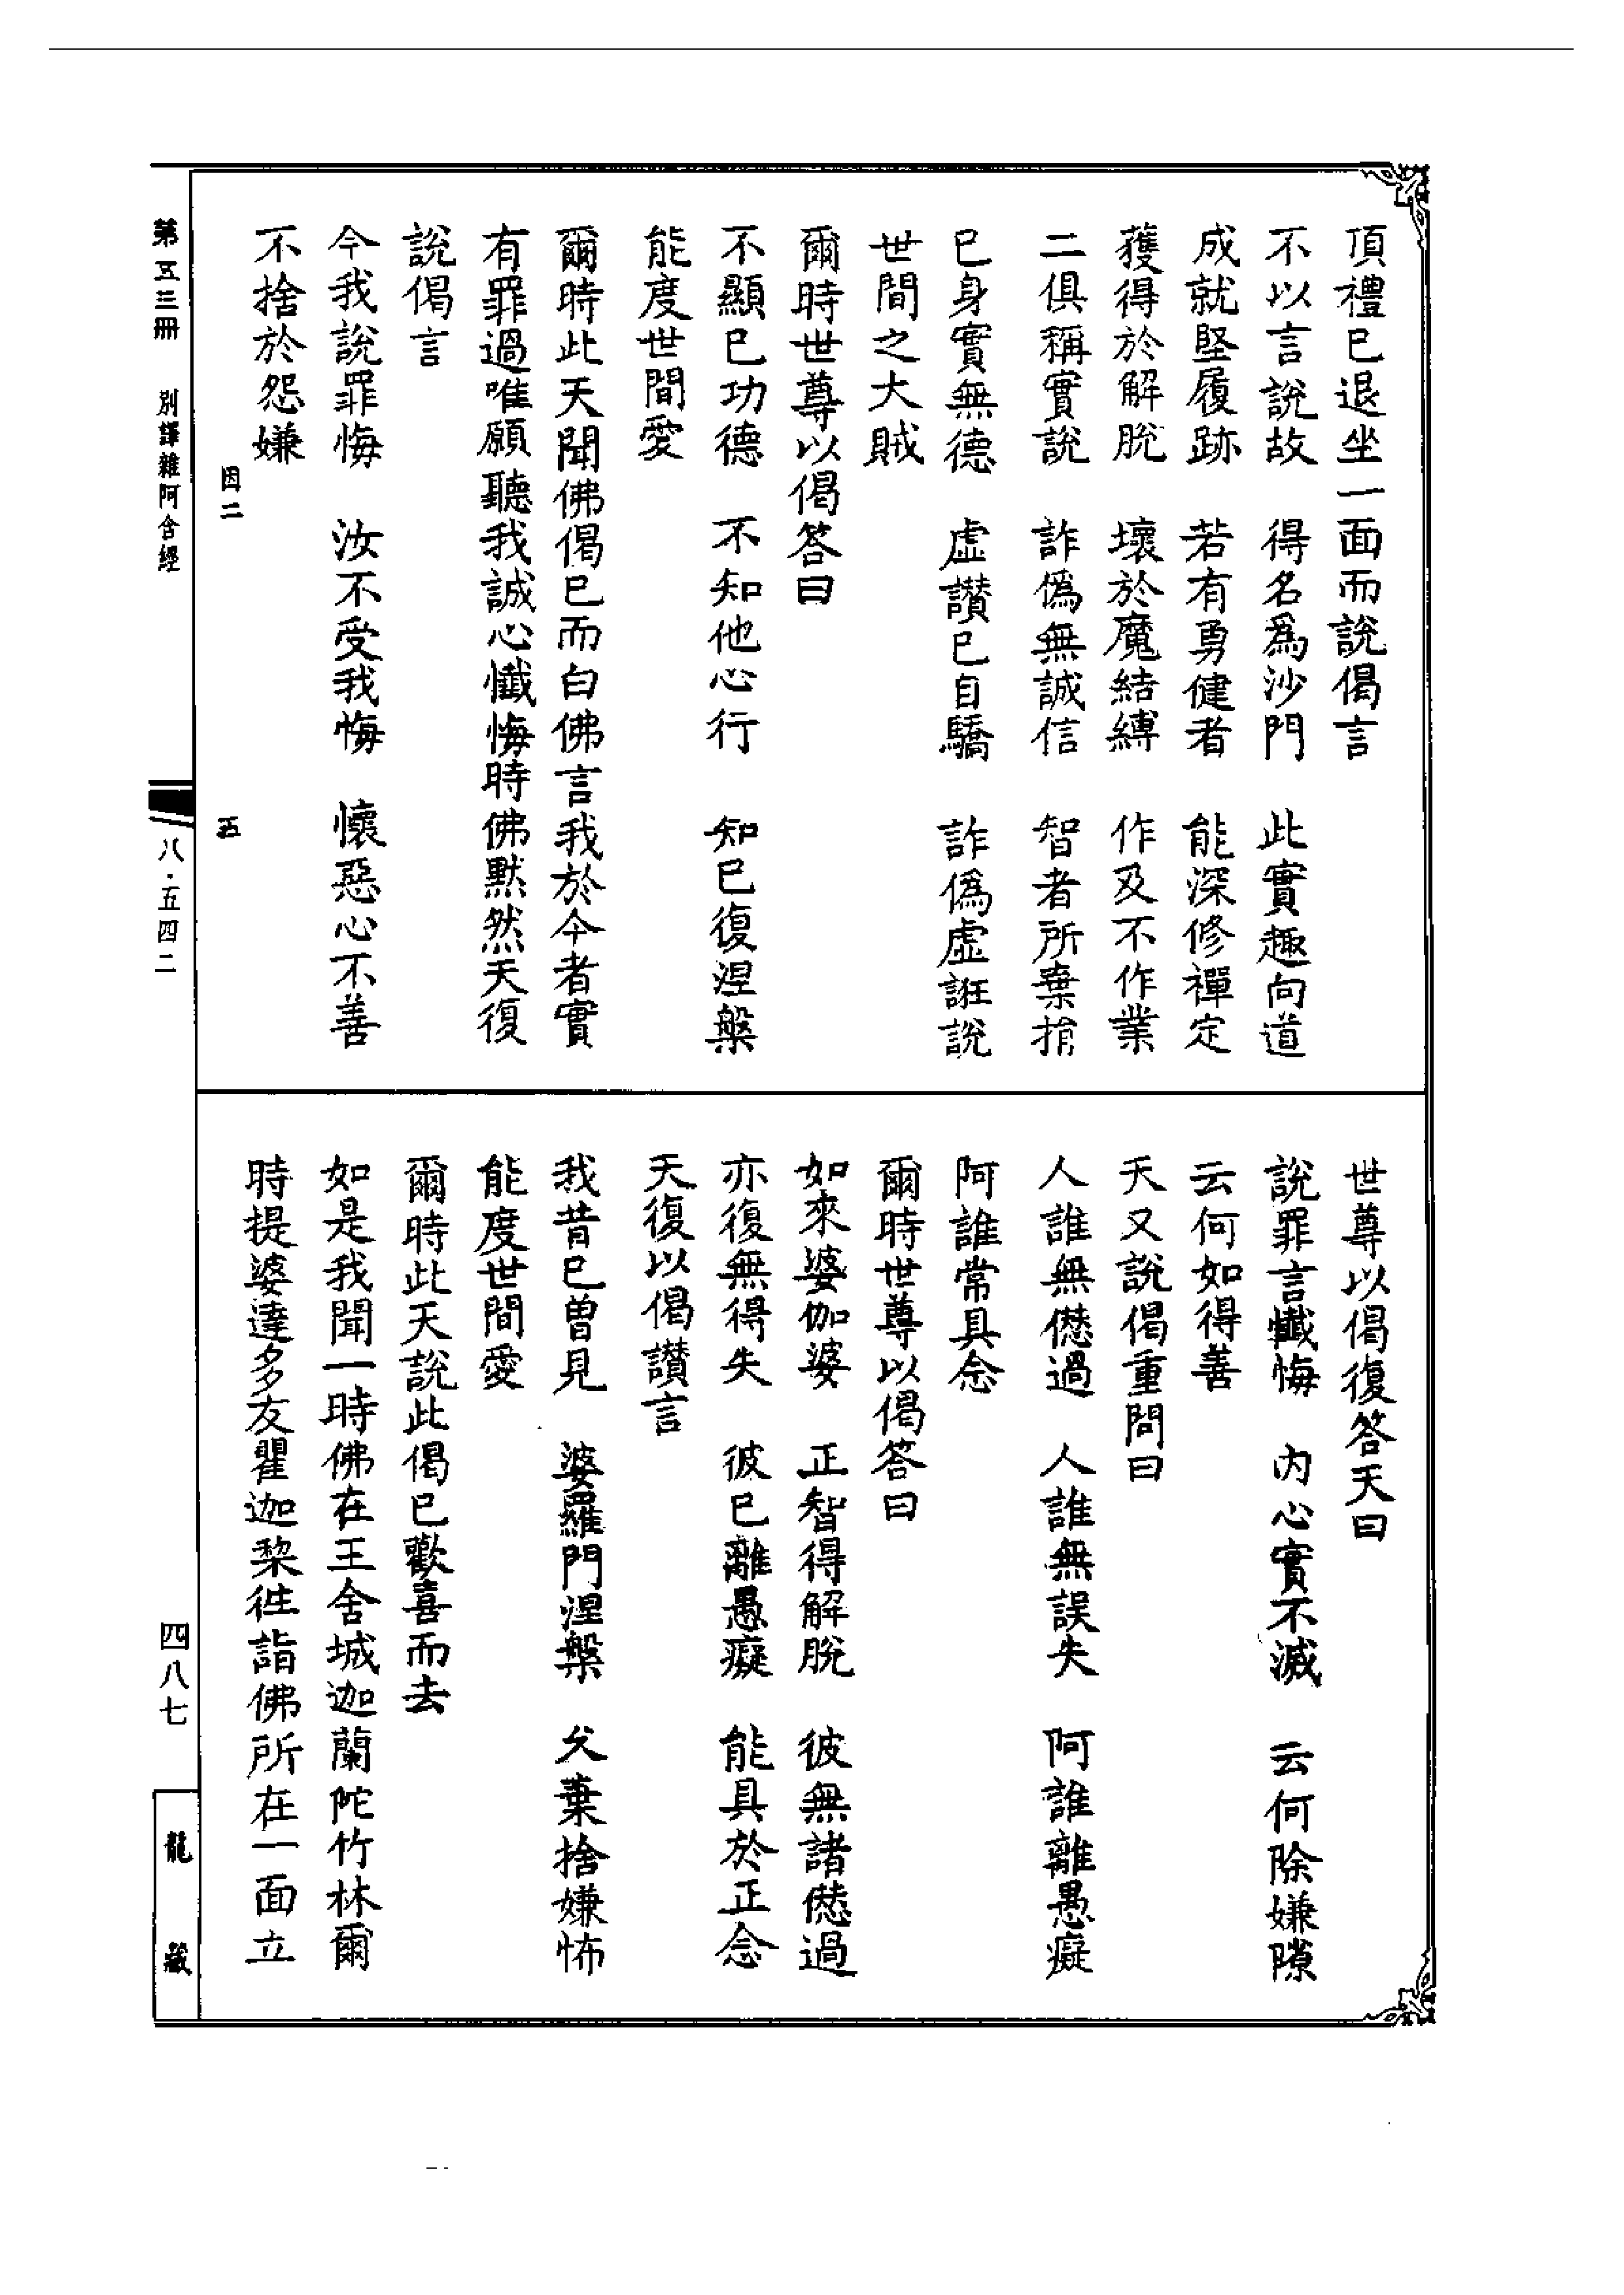 頂禮已退坐一面而說偈言
不以言說故　得名爲沙門　此實趣向道
成就堅履跡　若有勇健者　能深修禪定
獲得於解脫　壞於魔結縛　作及不作業
二俱稱實說　詐僞無誠信　智者所棄捐
已身實無德　虛讚已自驕　詐僞虛誑說
世間之大賊
爾時世尊以偈答曰
不顯已功德　不知他心行　知已復涅槃
能度世間愛
爾時此天聞佛偈已而白佛言我於今者實
有罪過唯願聽我誠心懺悔時佛默然天復
說偈言
今我說罪悔　汝不受我悔　懷惡心不善
不捨於怨嫌
世尊以偈復答天曰
說罪言懺悔　內心實不滅　云何除嫌隙
云何如得善
天又說偈重問曰
人誰無僁過　人誰無誤失　阿誰離愚癡
阿誰常具念
爾時世尊以偈答曰
如來婆伽婆　正智得解脫　彼無諸僁過
亦復無得失　彼已離愚癡　能具於正念
天復以偈讚言
我昔已曾見　婆羅門涅槃　久棄捨嫌怖
能度世間愛
爾時此天說此偈已歡喜而去
如是我聞一時佛在王舍城迦蘭陀竹林爾
時提婆達多友瞿迦棃徃詣佛所在一面立
因二　五
第五三冊　別譯雜阿含經
八·五四二
四八七
龍藏